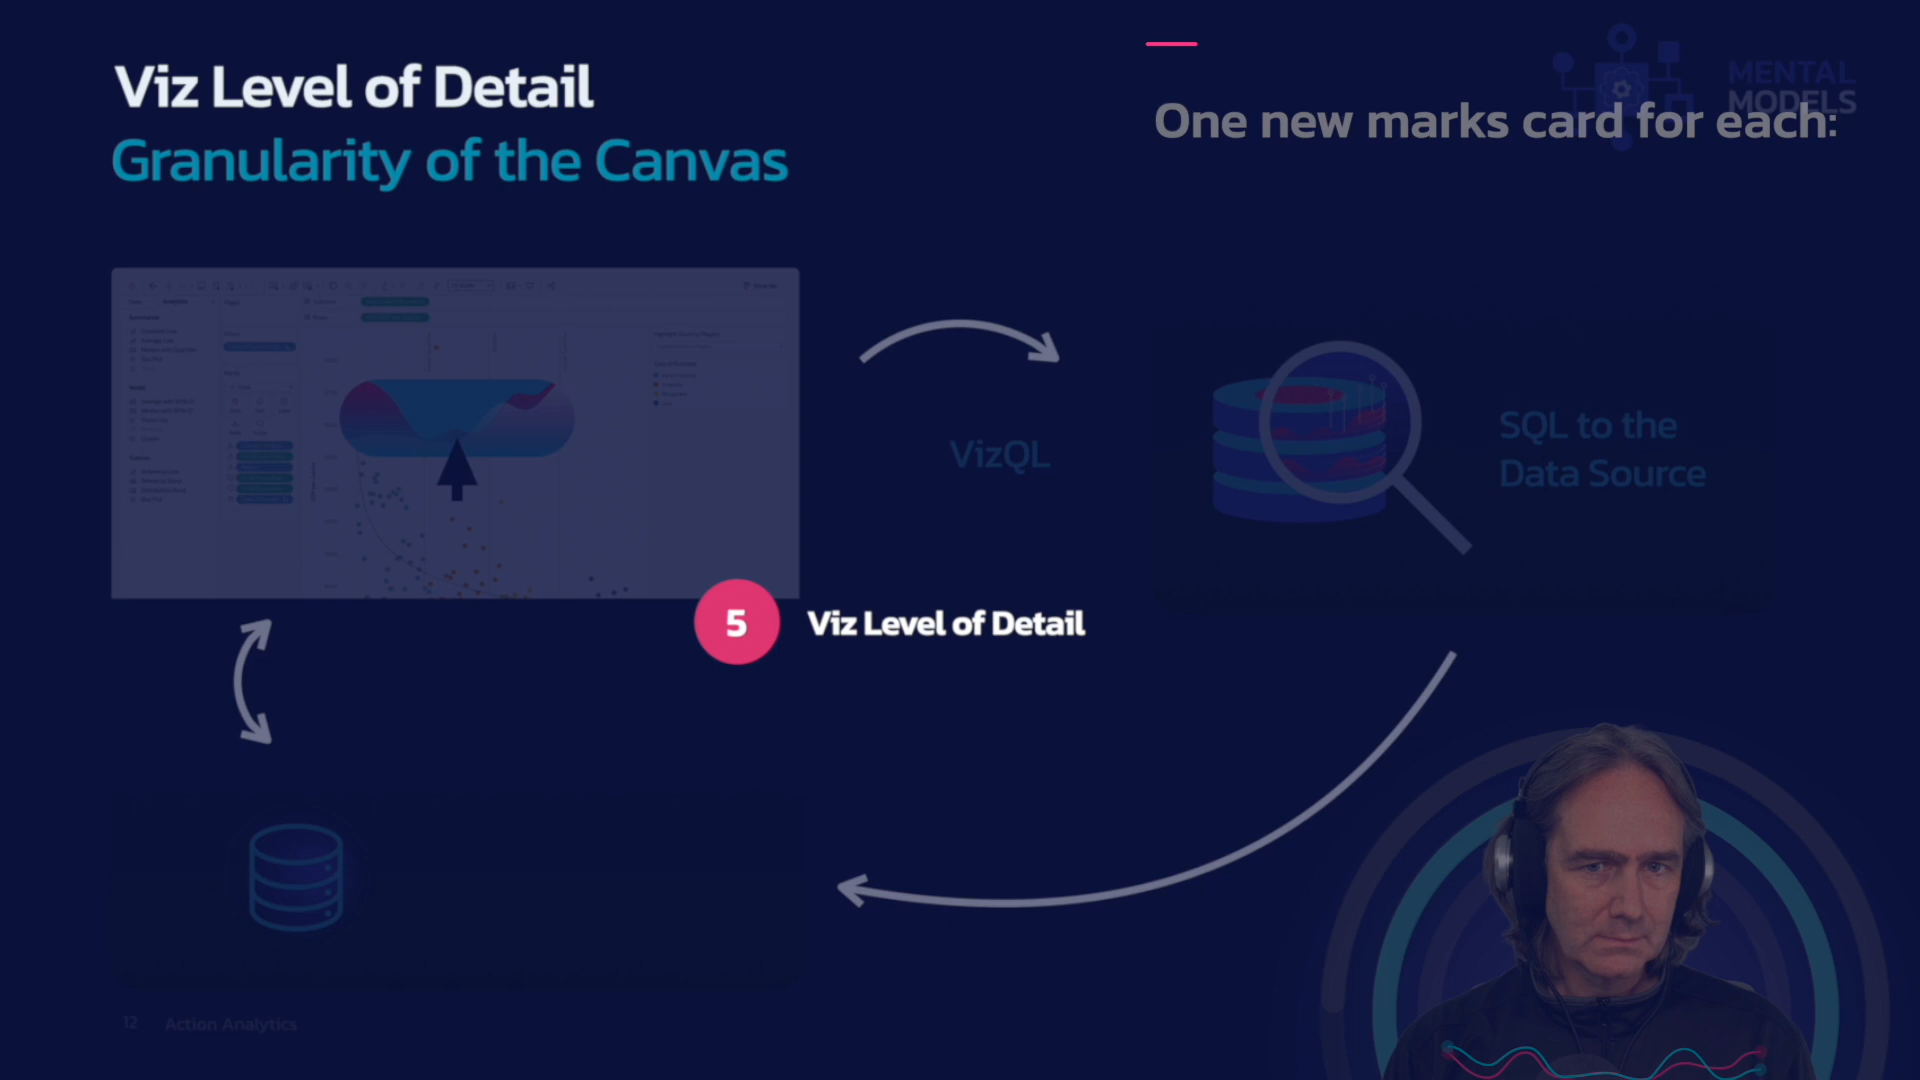 Viz Level of Detail
Granularity of the Canvas
One new marks card for each:
MENTAL
MODELS
VizQL
SQL to the
Data Source
5
Viz Level of Detail
12
Action Analytics